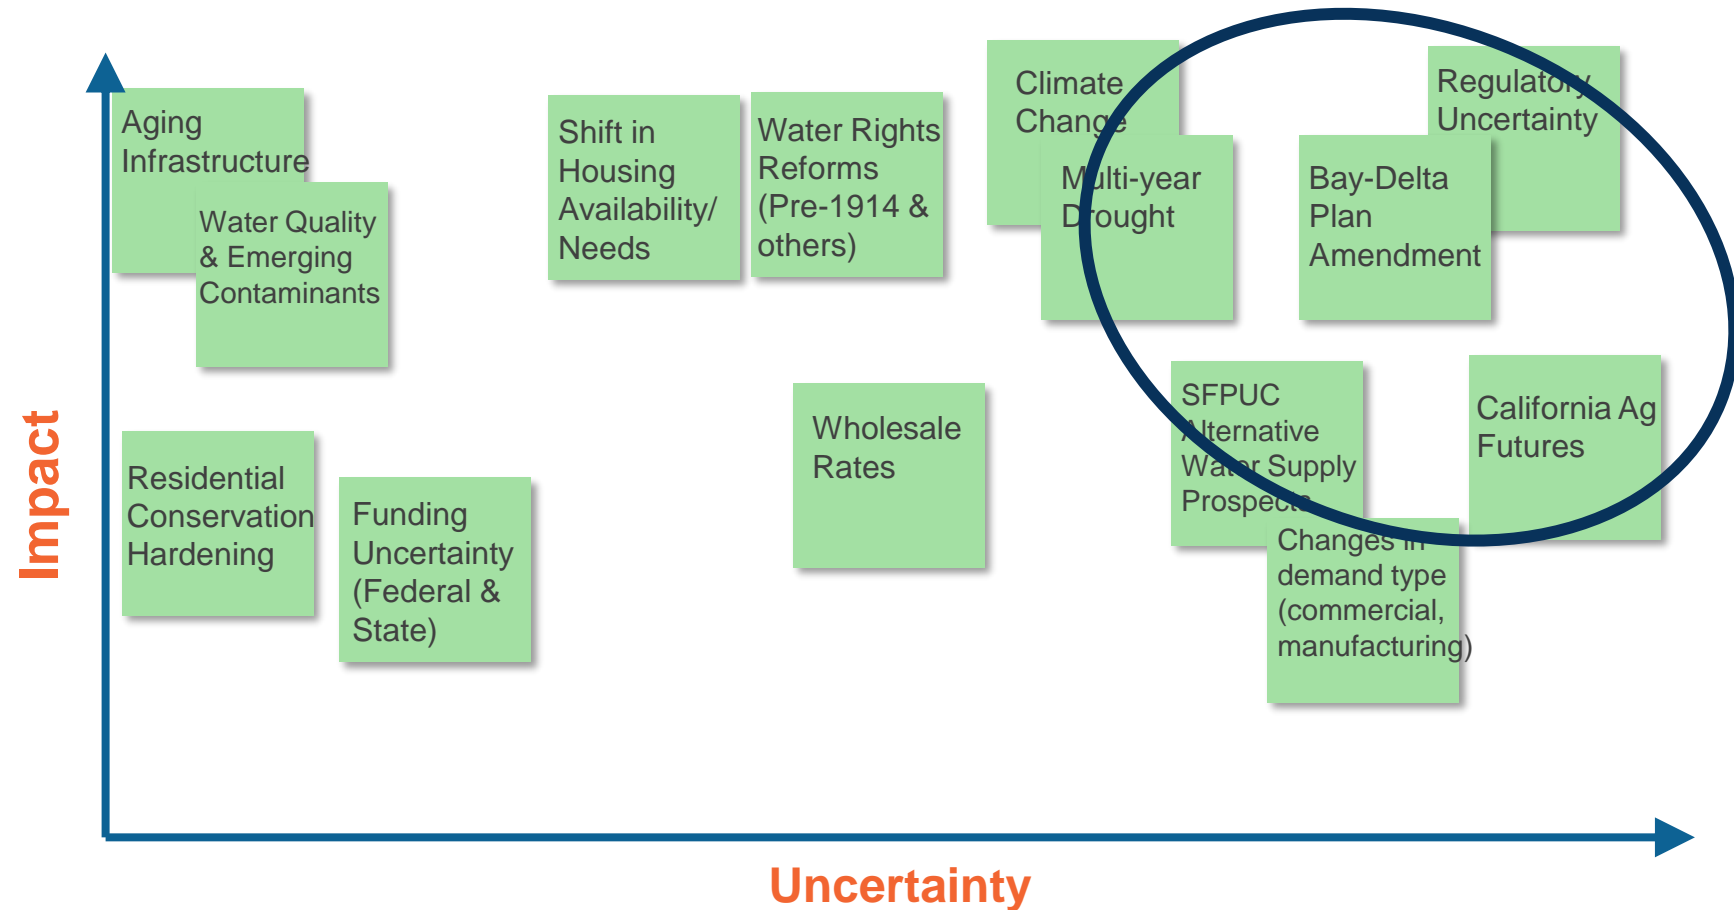 Impact
Aging
Infrastructure
Water Quality
& Emerging
Contaminants
Shift in
Housing
Availability/
Needs
Water Rights
Reforms
(Pre-1914 &
others)
Climate
Change
Multi-year
Drought
Regulatory
Uncertainty
Bay-Delta
Plan
Amendment
Residential
Conservation
Hardening
Funding
Uncertainty
(Federal &
State)
Wholesale
Rates
SFPUC
Alternative
Water Supply
Prospects
California Ag
Futures
Changes in
demand type
(commercial,
manufacturing)
Uncertainty